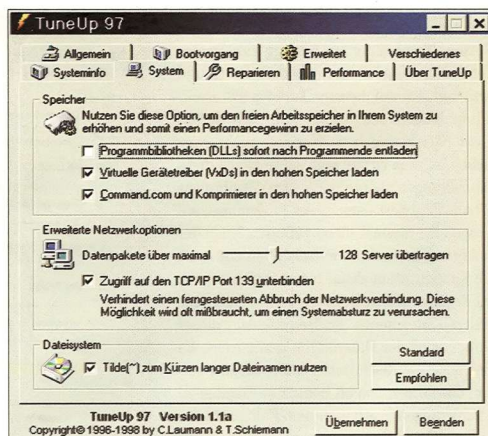 TuneUp 97
Allgemein
Bootvorgang
Erweitert
Verschiedenes
Systeminfo
System
Reparieren
Performance
Über TuneUp
Speicher
Nutzen Sie diese Option, um den freien Arbeitsspeicher in Ihrem System zu
erhöhen und somit einen Performancegewinn zu erzielen.
Programmbibliotheken (DLLs) sofort nach Programmende entladen
Virtuelle Gerätetreiber (VxDs) in den hohen Speicher laden
Command.com und Komprimierer in den hohen Speicher laden
Erweiterte Netzwerkoptionen
Datenpakete über maximal 128 Server übertragen
Zugriff auf den TCP/IP Port 139 unterbinden
Verhindert einen ferngesteuerten Abbruch der Netzwerkverbindung. Diese
Möglichkeit wird oft mißbraucht, um einen Systemabsturz zu verursachen.
Dateisystem
Tilde(~) zum Kürzen langer Dateinamen nutzen
Standard
Empfohlen
TuneUp 97 Version 1.1a
Copyright© 1996-1998 by C.Laumann & T.Schiemann
Übernehmen
Beenden